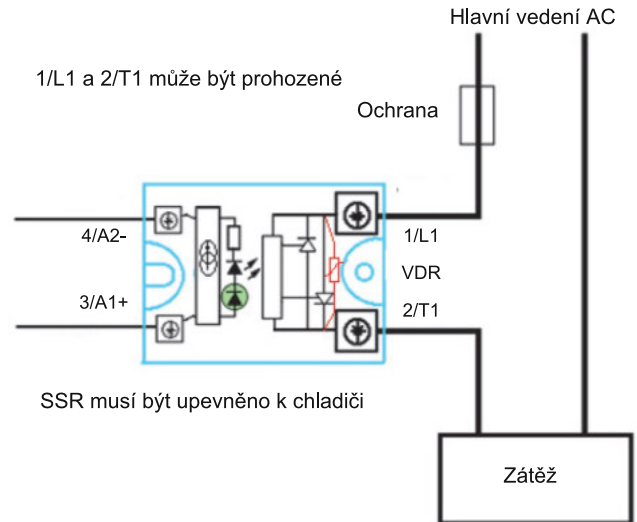 Hlavní vedení AC
1/L1 a 2/T1 může být prohozené
Ochrana
4/A2-
1/L1
VDR
3/A1+
2/T1
SSR musí být upevněno k chladiči
Zátěž